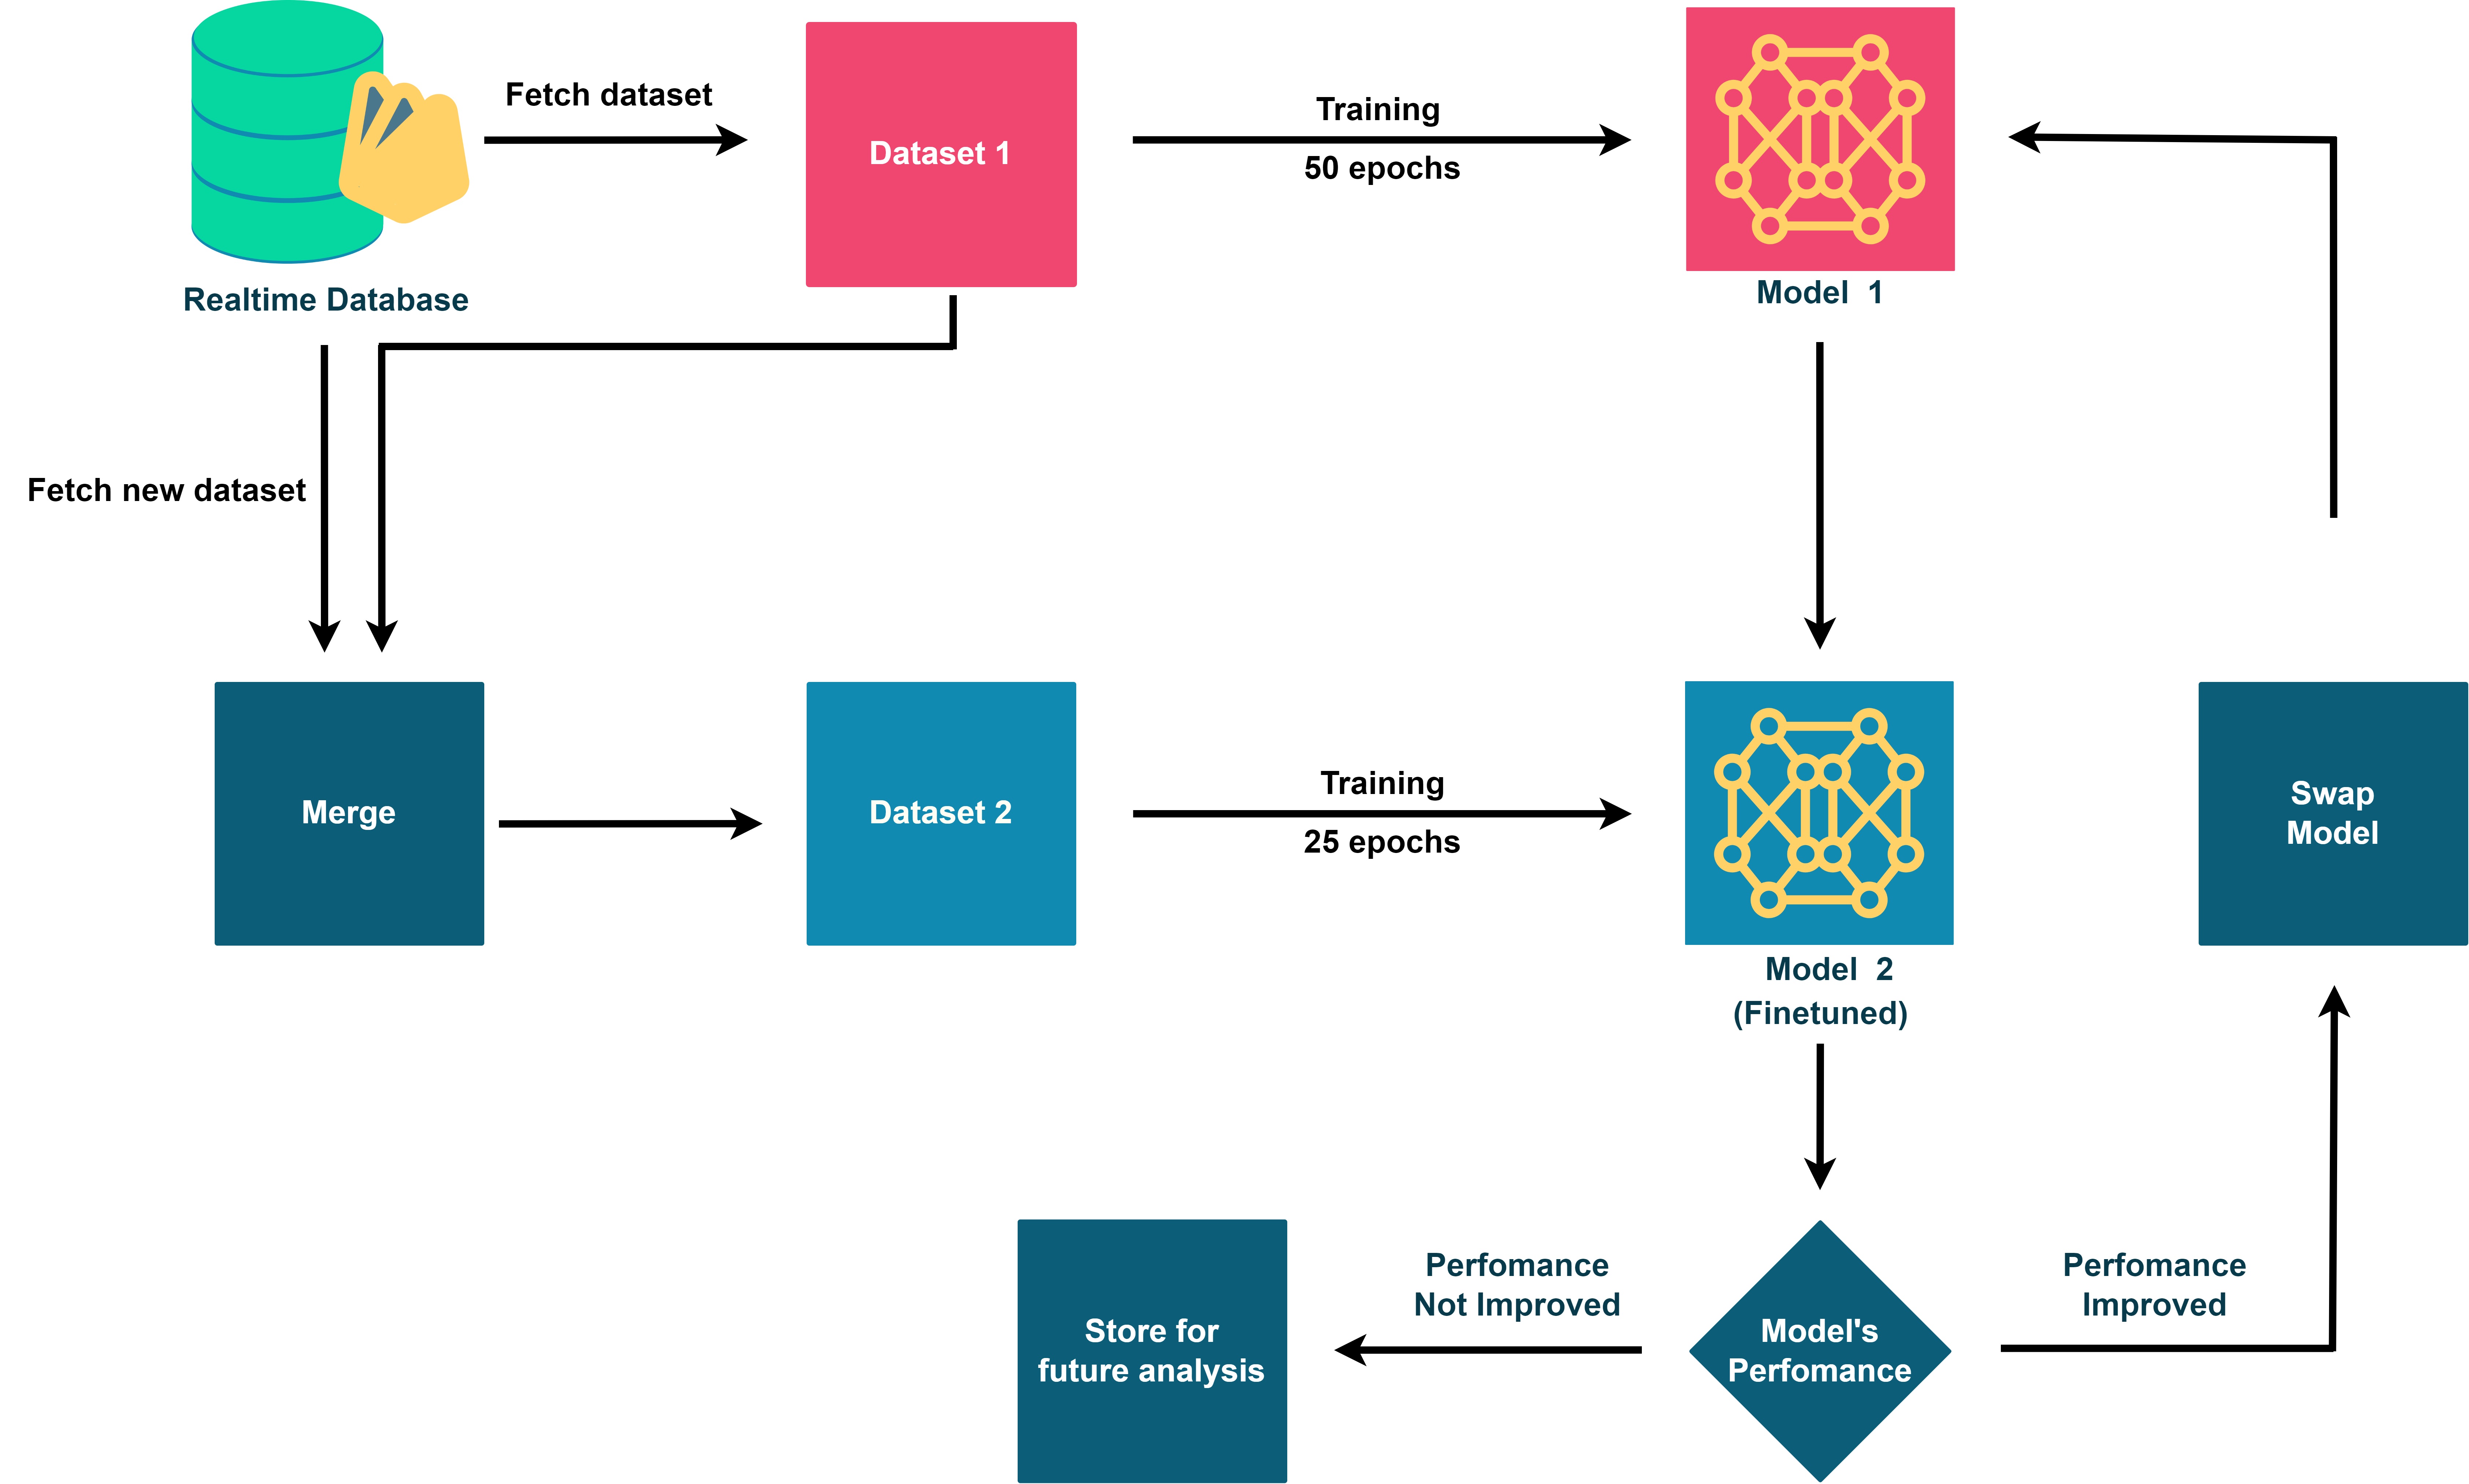 Fetch dataset
Dataset 1
Training
50 epochs
Realtime Database
Model 1
Fetch new dataset
Merge
Dataset 2
Training
25 epochs
Swap
Model
Model 2
(Finetuned)
Store for
future analysis
Perfomance
Not Improved
Model's
Perfomance
Perfomance
Improved